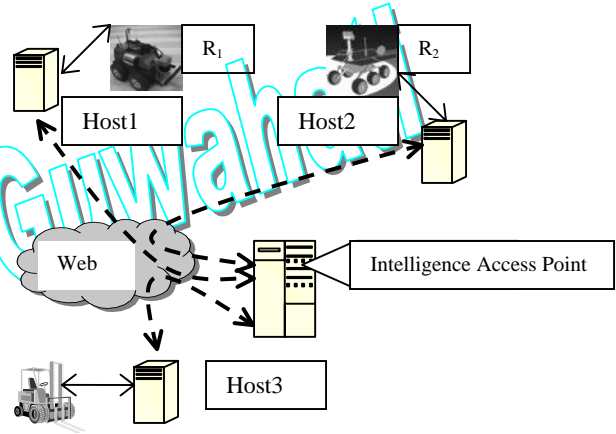 R₁
R₂
Host1
Host2
Guwahati
Web
Intelligence Access Point
Host3